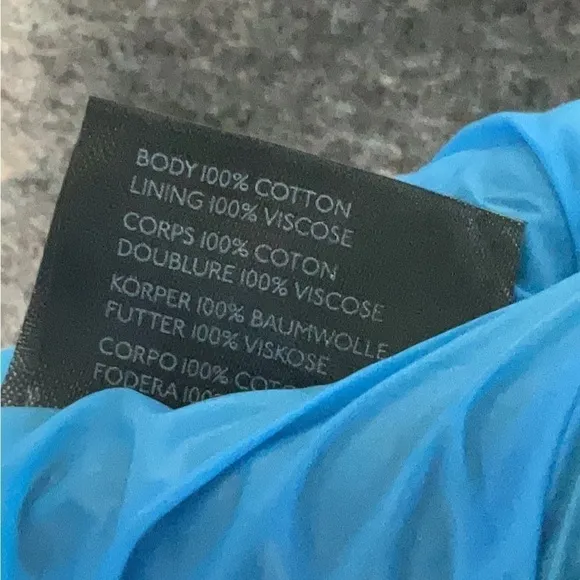 BODY 100% COTTON
LINING 100% VISCOSE
CORPS 100% COTON
DOUBLURE 100% VISCOSE
KÖRPER 100% BAUMWOLLE
FUTTER 100% VISKOSE
CORPO 100%
FODERA